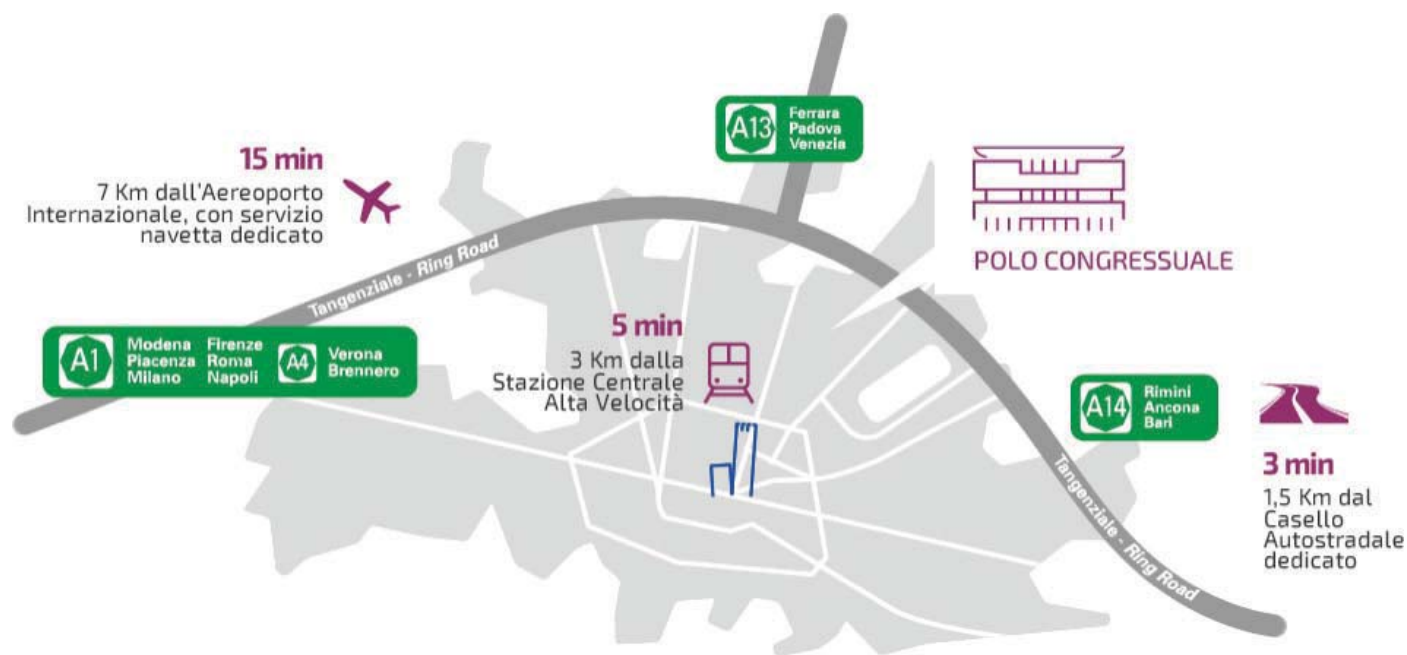 A13
Ferrara
Padova
Venezia
15 min
7 Km dall'Aereoporto
Internazionale, con servizio
navetta dedicato
POLO CONGRESSUALE
Tangenziale - Ring Road
5 min
3 Km dalla
Stazione Centrale
Alta Velocità
A1
Modena
Piacenza
Milano
Firenze
Roma
Napoli
A4
Verona
Brennero
A14
Rimini
Ancona
Bari
3 min
1,5 Km dal
Casello
Autostradale
dedicato
Tangenziale - Ring Road